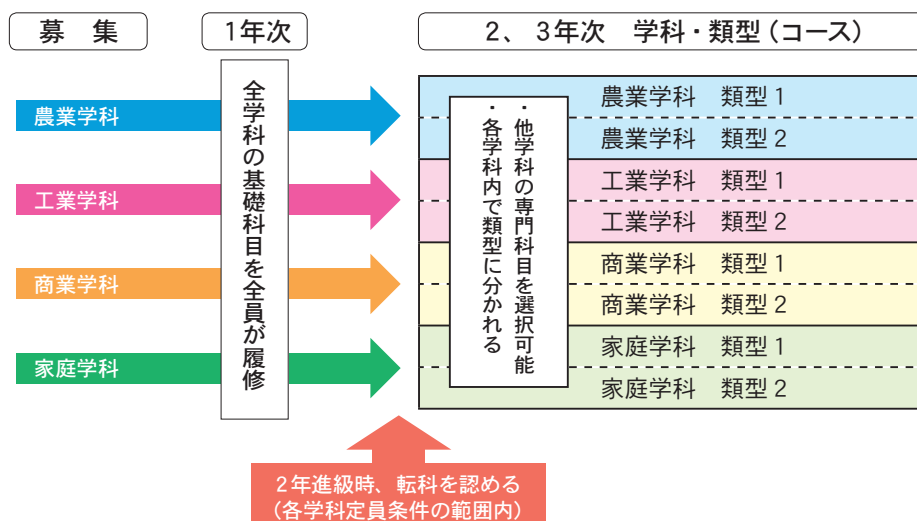 募　集
1年次
2、3年次　学科・類型（コース）
農業学科
工業学科
商業学科
家庭学科
全学科の基礎科目を全員が履修
・他学科の専門科目を選択可能
・各学科内で類型に分かれる
農業学科　類型1
農業学科　類型2
工業学科　類型1
工業学科　類型2
商業学科　類型1
商業学科　類型2
家庭学科　類型1
家庭学科　類型2
2年進級時、転科を認める
（各学科定員条件の範囲内）